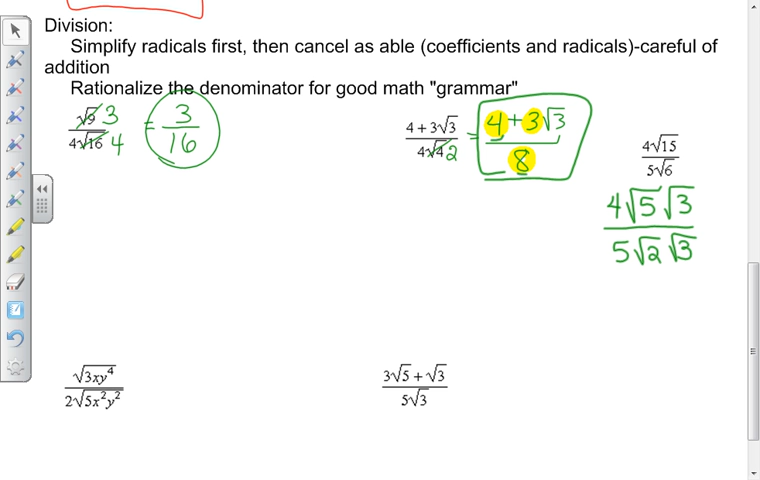 Division:
Simplify radicals first, then cancel as able (coefficients and radicals)-careful of
addition
Rationalize the denominator for good math "grammar"
√9 3 / 4√16 4 = 3/16
4 + 3√3 / 4√4 2 = 4 + 3√3 / 8
4√15 / 5√6
4√5 √3 / 5√2 √3
√3xy⁴ / 2√5x²y²
3√5 + √3 / 5√3